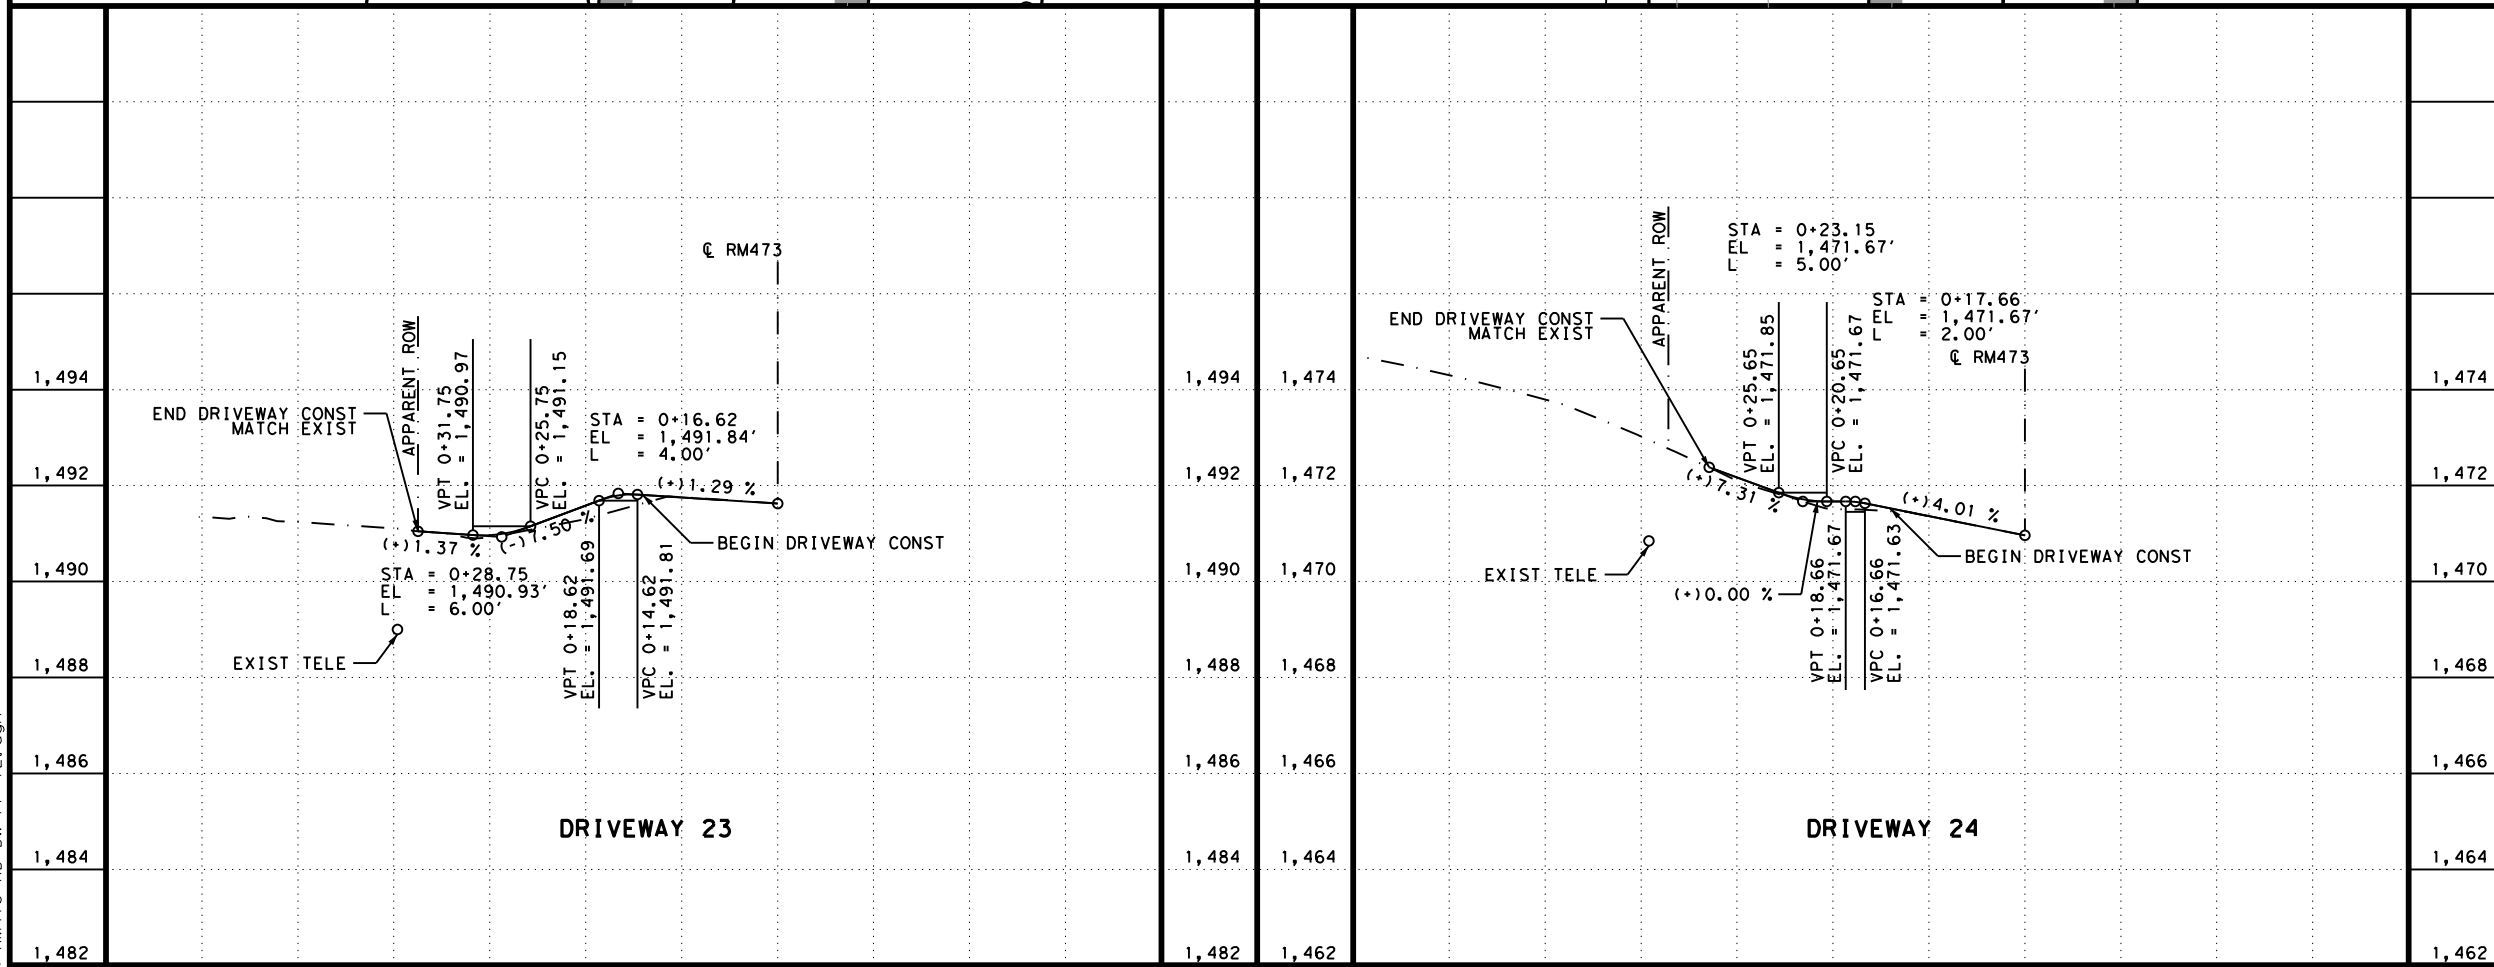 ℄ RM473
APPARENT ROW
VPT 0+31.75
EL. = 1,490.97
VPC 0+25.75
EL. = 1,491.15
END DRIVEWAY CONST
MATCH EXIST
STA = 0+16.62
EL = 1,491.84'
L = 4.00'
(+)1.29 %
(+)1.37 %
(-)7.50 %
BEGIN DRIVEWAY CONST
STA = 0+28.75
EL = 1,490.93'
L = 6.00'
VPT 0+18.62
EL. = 1,491.69
VPC 0+14.62
EL. = 1,491.81
EXIST TELE
DRIVEWAY 23
1,494
1,492
1,490
1,488
1,486
1,484
1,482
1,494
1,492
1,490
1,488
1,486
1,484
1,482
1,474
1,472
1,470
1,468
1,466
1,464
1,462
APPARENT ROW
STA = 0+23.15
EL = 1,471.67'
L = 5.00'
STA = 0+17.66
EL = 1,471.67'
L = 2.00'
℄ RM473
END DRIVEWAY CONST
MATCH EXIST
VPT 0+25.65
EL. = 1,471.85
VPC 0+20.65
EL. = 1,471.67
(+)7.31 %
(+)4.01 %
BEGIN DRIVEWAY CONST
EXIST TELE
(+)0.00 %
VPT 0+18.66
EL. = 1,471.67
VPC 0+16.66
EL. = 1,471.63
DRIVEWAY 24
1,474
1,472
1,470
1,468
1,466
1,464
1,462